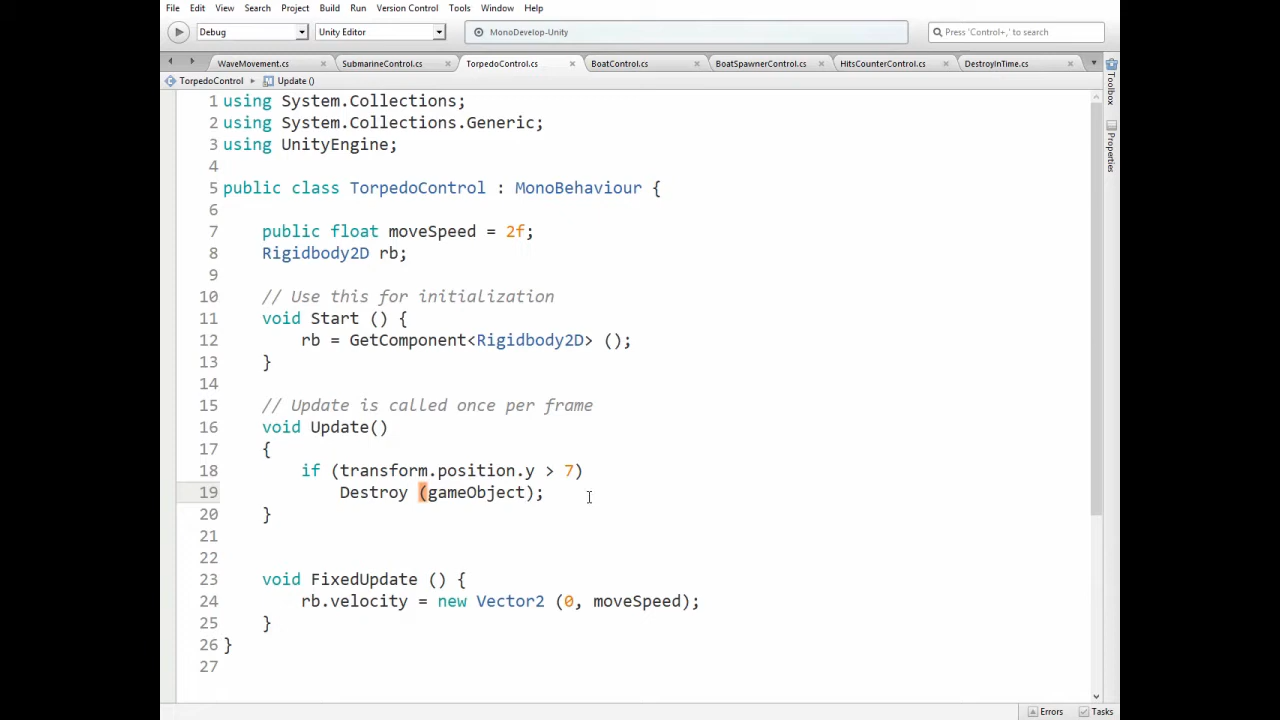 File Edit View Search Project Build Run Version Control Tools Window Help
Debug Unity Editor MonoDevelop-Unity Press 'Control+,' to search
WaveMovement.cs SubmarineControl.cs TorpedoControl.cs BoatControl.cs BoatSpawnerControl.cs HitsCounterControl.cs DestroyInTime.cs
TorpedoControl Update ()
Toolbox
Properties
1 using System.Collections;
2 using System.Collections.Generic;
3 using UnityEngine;
4
5 public class TorpedoControl : MonoBehaviour {
6
7 public float moveSpeed = 2f;
8 Rigidbody2D rb;
9
10 // Use this for initialization
11 void Start () {
12 rb = GetComponent<Rigidbody2D> ();
13 }
14
15 // Update is called once per frame
16 void Update()
17 {
18 if (transform.position.y > 7)
19 Destroy (gameObject);
20 }
21
22
23 void FixedUpdate () {
24 rb.velocity = new Vector2 (0, moveSpeed);
25 }
26 }
27
Errors Tasks